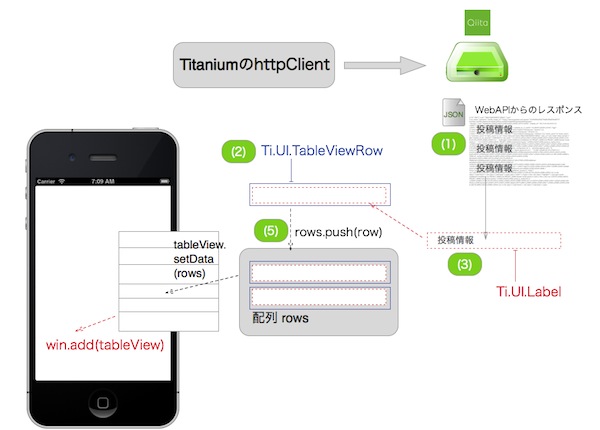 Qiita
TitaniumのhttpClient
JSON
WebAPIからのレスポンス
(1)
投稿情報
投稿情報
投稿情報
(2)
Ti.UI.TableViewRow
Carrier
7:09 AM
(5)
rows.push(row)
投稿情報
(3)
tableView.
setData
(rows)
Ti.UI.Label
配列 rows
win.add(tableView)